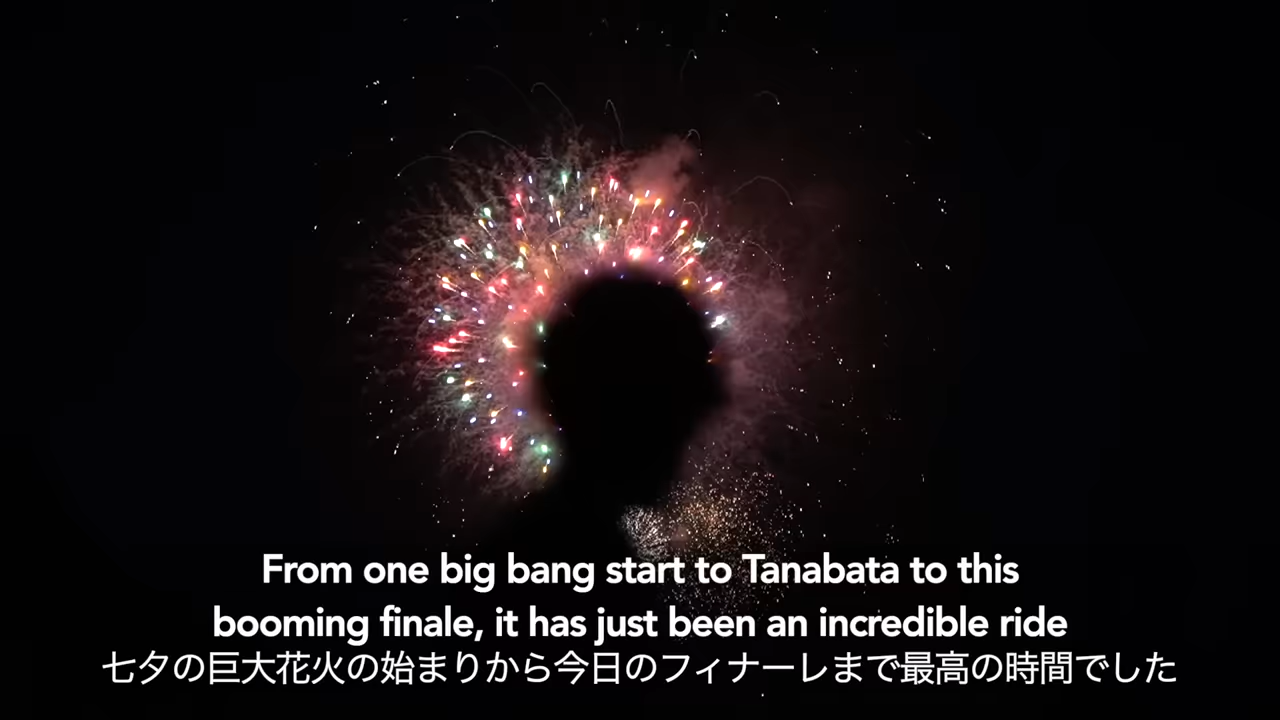 From one big bang start to Tanabata to this
booming finale, it has just been an incredible ride
七夕の巨大花火の始まりから今日のフィナーレまで最高の時間でした